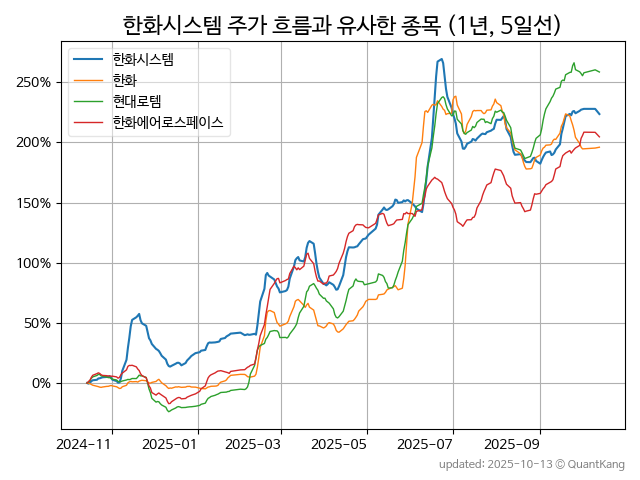 한화시스템 주가 흐름과 유사한 종목 (1년, 5일선)
한화시스템
한화
현대로템
한화에어로스페이스
250%
200%
150%
100%
50%
0%
2024-11 2025-01 2025-03 2025-05 2025-07 2025-09
updated: 2025-10-13 © QuantKang